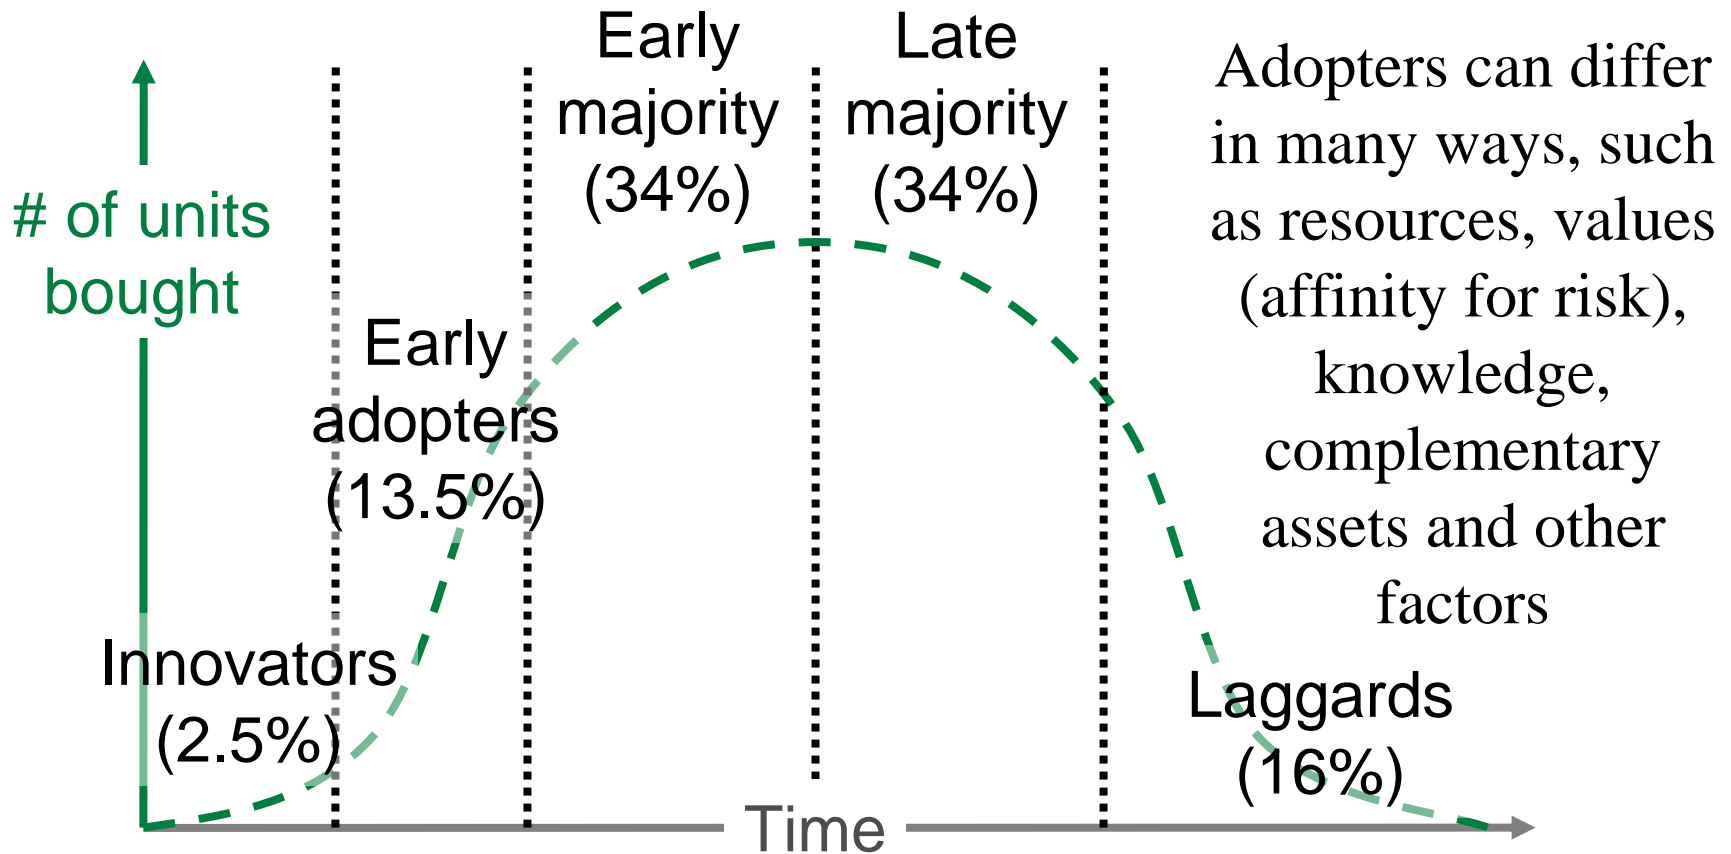 # of units
bought
Innovators
(2.5%)
Early
adopters
(13.5%)
Early
majority
(34%)
Late
majority
(34%)
Laggards
(16%)
Time
Adopters can differ
in many ways, such
as resources, values
(affinity for risk),
knowledge,
complementary
assets and other
factors